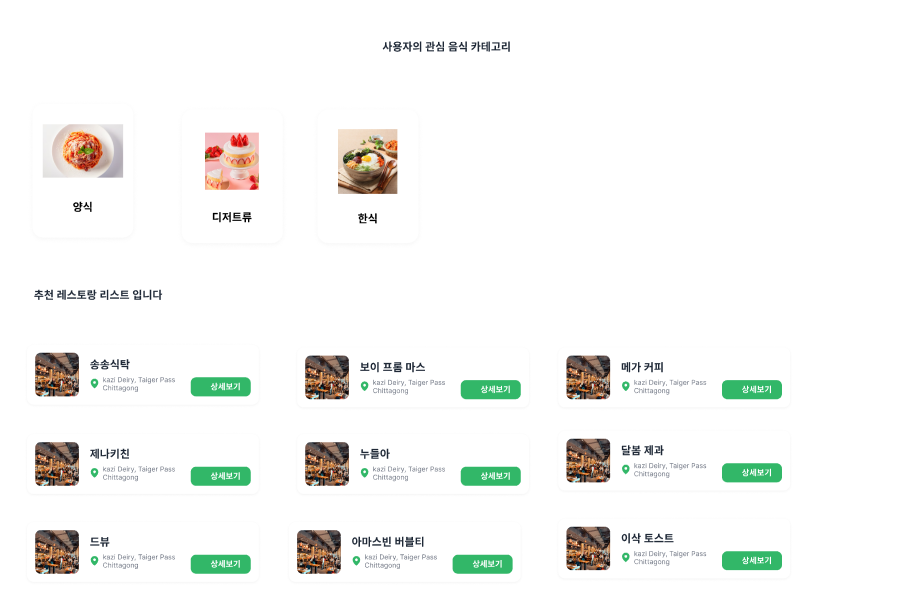 사용자의 관심 음식 카테고리
양식
디저트류
한식
추천 레스토랑 리스트 입니다
송송식탁
kazi Deiry, Taiger Pass
Chittagong
상세보기
보이 프롬 마스
kazi Deiry, Taiger Pass
Chittagong
상세보기
메가 커피
kazi Deiry, Taiger Pass
Chittagong
상세보기
제나키친
kazi Deiry, Taiger Pass
Chittagong
상세보기
누들아
kazi Deiry, Taiger Pass
Chittagong
상세보기
달봄 제과
kazi Deiry, Taiger Pass
Chittagong
상세보기
드뷰
kazi Deiry, Taiger Pass
Chittagong
상세보기
아마스빈 버블티
kazi Deiry, Taiger Pass
Chittagong
상세보기
이삭 토스트
kazi Deiry, Taiger Pass
Chittagong
상세보기